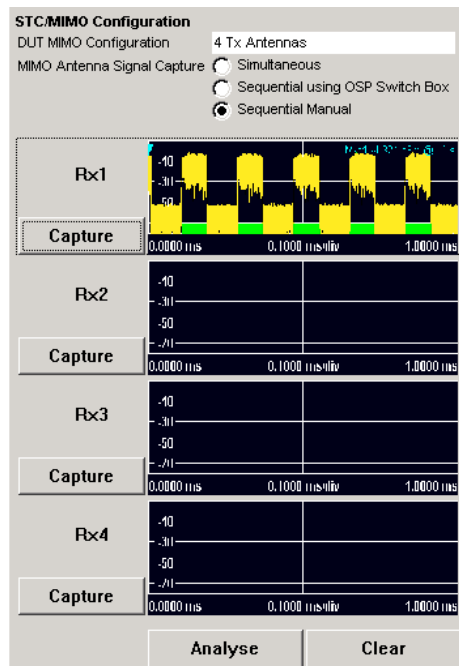 STC/MIMO Configuration
DUT MIMO Configuration 4 Tx Antennas
MIMO Antenna Signal Capture Simultaneous
Sequential using OSP Switch Box
Sequential Manual
Rx1
-10
-30
-50
Capture
0.0000 ms 0.1000 ms/div 1.0000 ms
Rx2
-10
-30
-50
-70
Capture
0.0000 ms 0.1000 ms/div 1.0000 ms
Rx3
-10
-30
-50
-70
Capture
0.0000 ms 0.1000 ms/div 1.0000 ms
Rx4
-10
-30
-50
-70
Capture
0.0000 ms 0.1000 ms/div 1.0000 ms
Analyse Clear